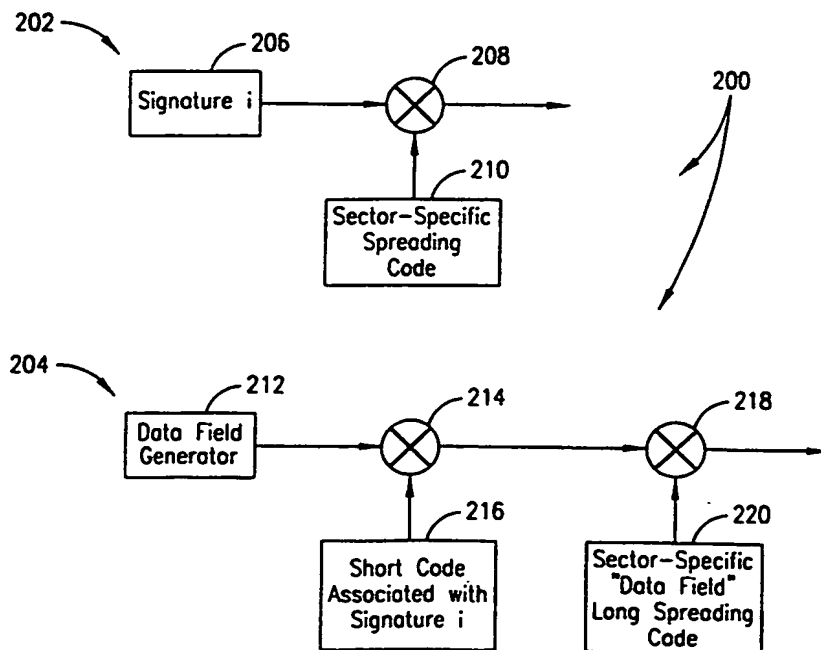 202
206
Signature i
208
200
210
Sector-Specific
Spreading
Code
204
212
Data Field
Generator
214
218
216
Short Code
Associated with
Signature i
220
Sector-Specific
"Data Field"
Long Spreading
Code